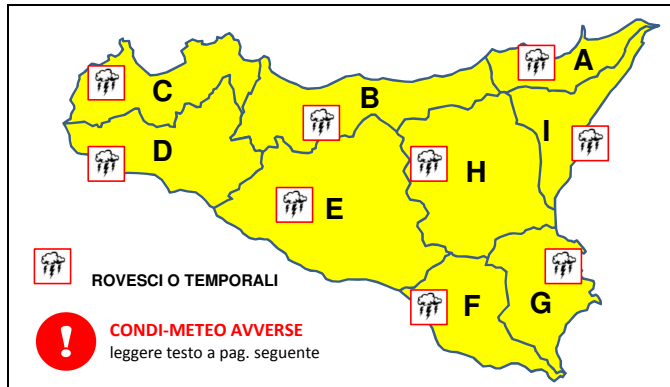 A
C
B
I
D
H
E
ROVESCI O TEMPORALI
F
G
CONDI-METEO AVVERSE
leggere testo a pag. seguente